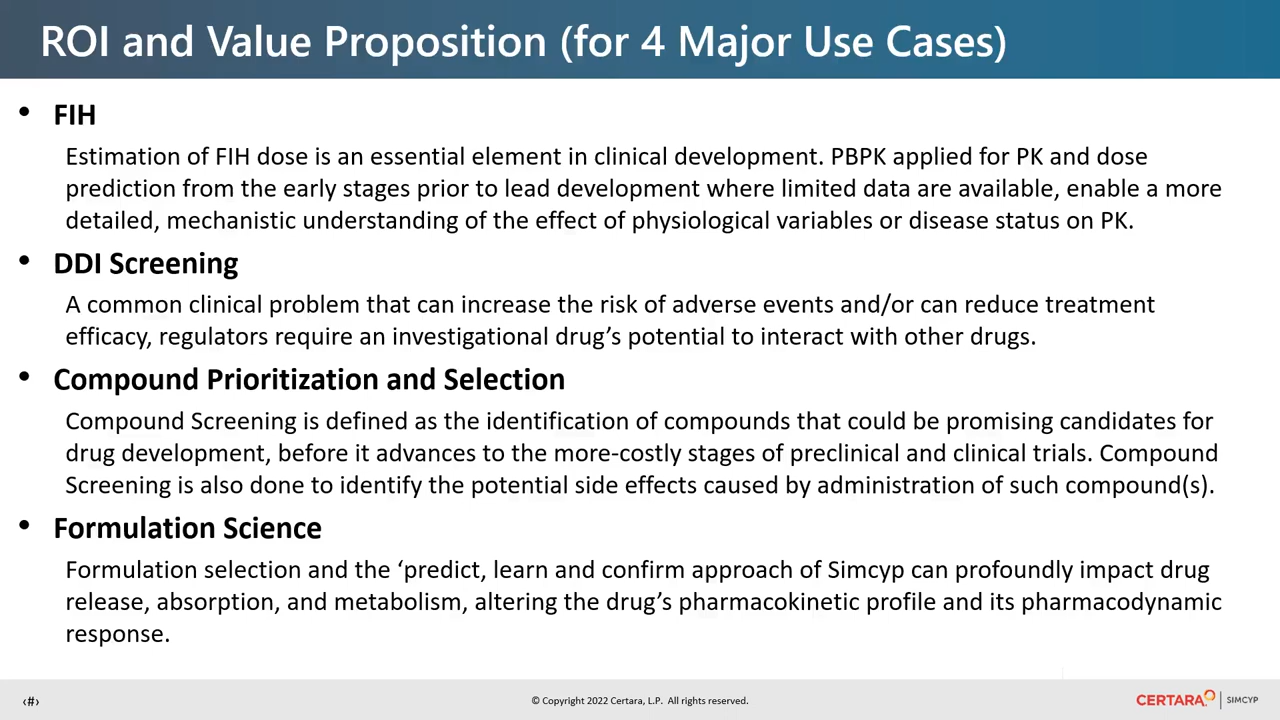 ROI and Value Proposition (for 4 Major Use Cases)
• FIH
Estimation of FIH dose is an essential element in clinical development. PBPK applied for PK and dose
prediction from the early stages prior to lead development where limited data are available, enable a more
detailed, mechanistic understanding of the effect of physiological variables or disease status on PK.
• DDI Screening
A common clinical problem that can increase the risk of adverse events and/or can reduce treatment
efficacy, regulators require an investigational drug’s potential to interact with other drugs.
• Compound Prioritization and Selection
Compound Screening is defined as the identification of compounds that could be promising candidates for
drug development, before it advances to the more-costly stages of preclinical and clinical trials. Compound
Screening is also done to identify the potential side effects caused by administration of such compound(s).
• Formulation Science
Formulation selection and the ‘predict, learn and confirm approach of Simcyp can profoundly impact drug
release, absorption, and metabolism, altering the drug’s pharmacokinetic profile and its pharmacodynamic
response.
‹#›
© Copyright 2022 Certara, L.P. All rights reserved.
CERTARA | SIMCYP